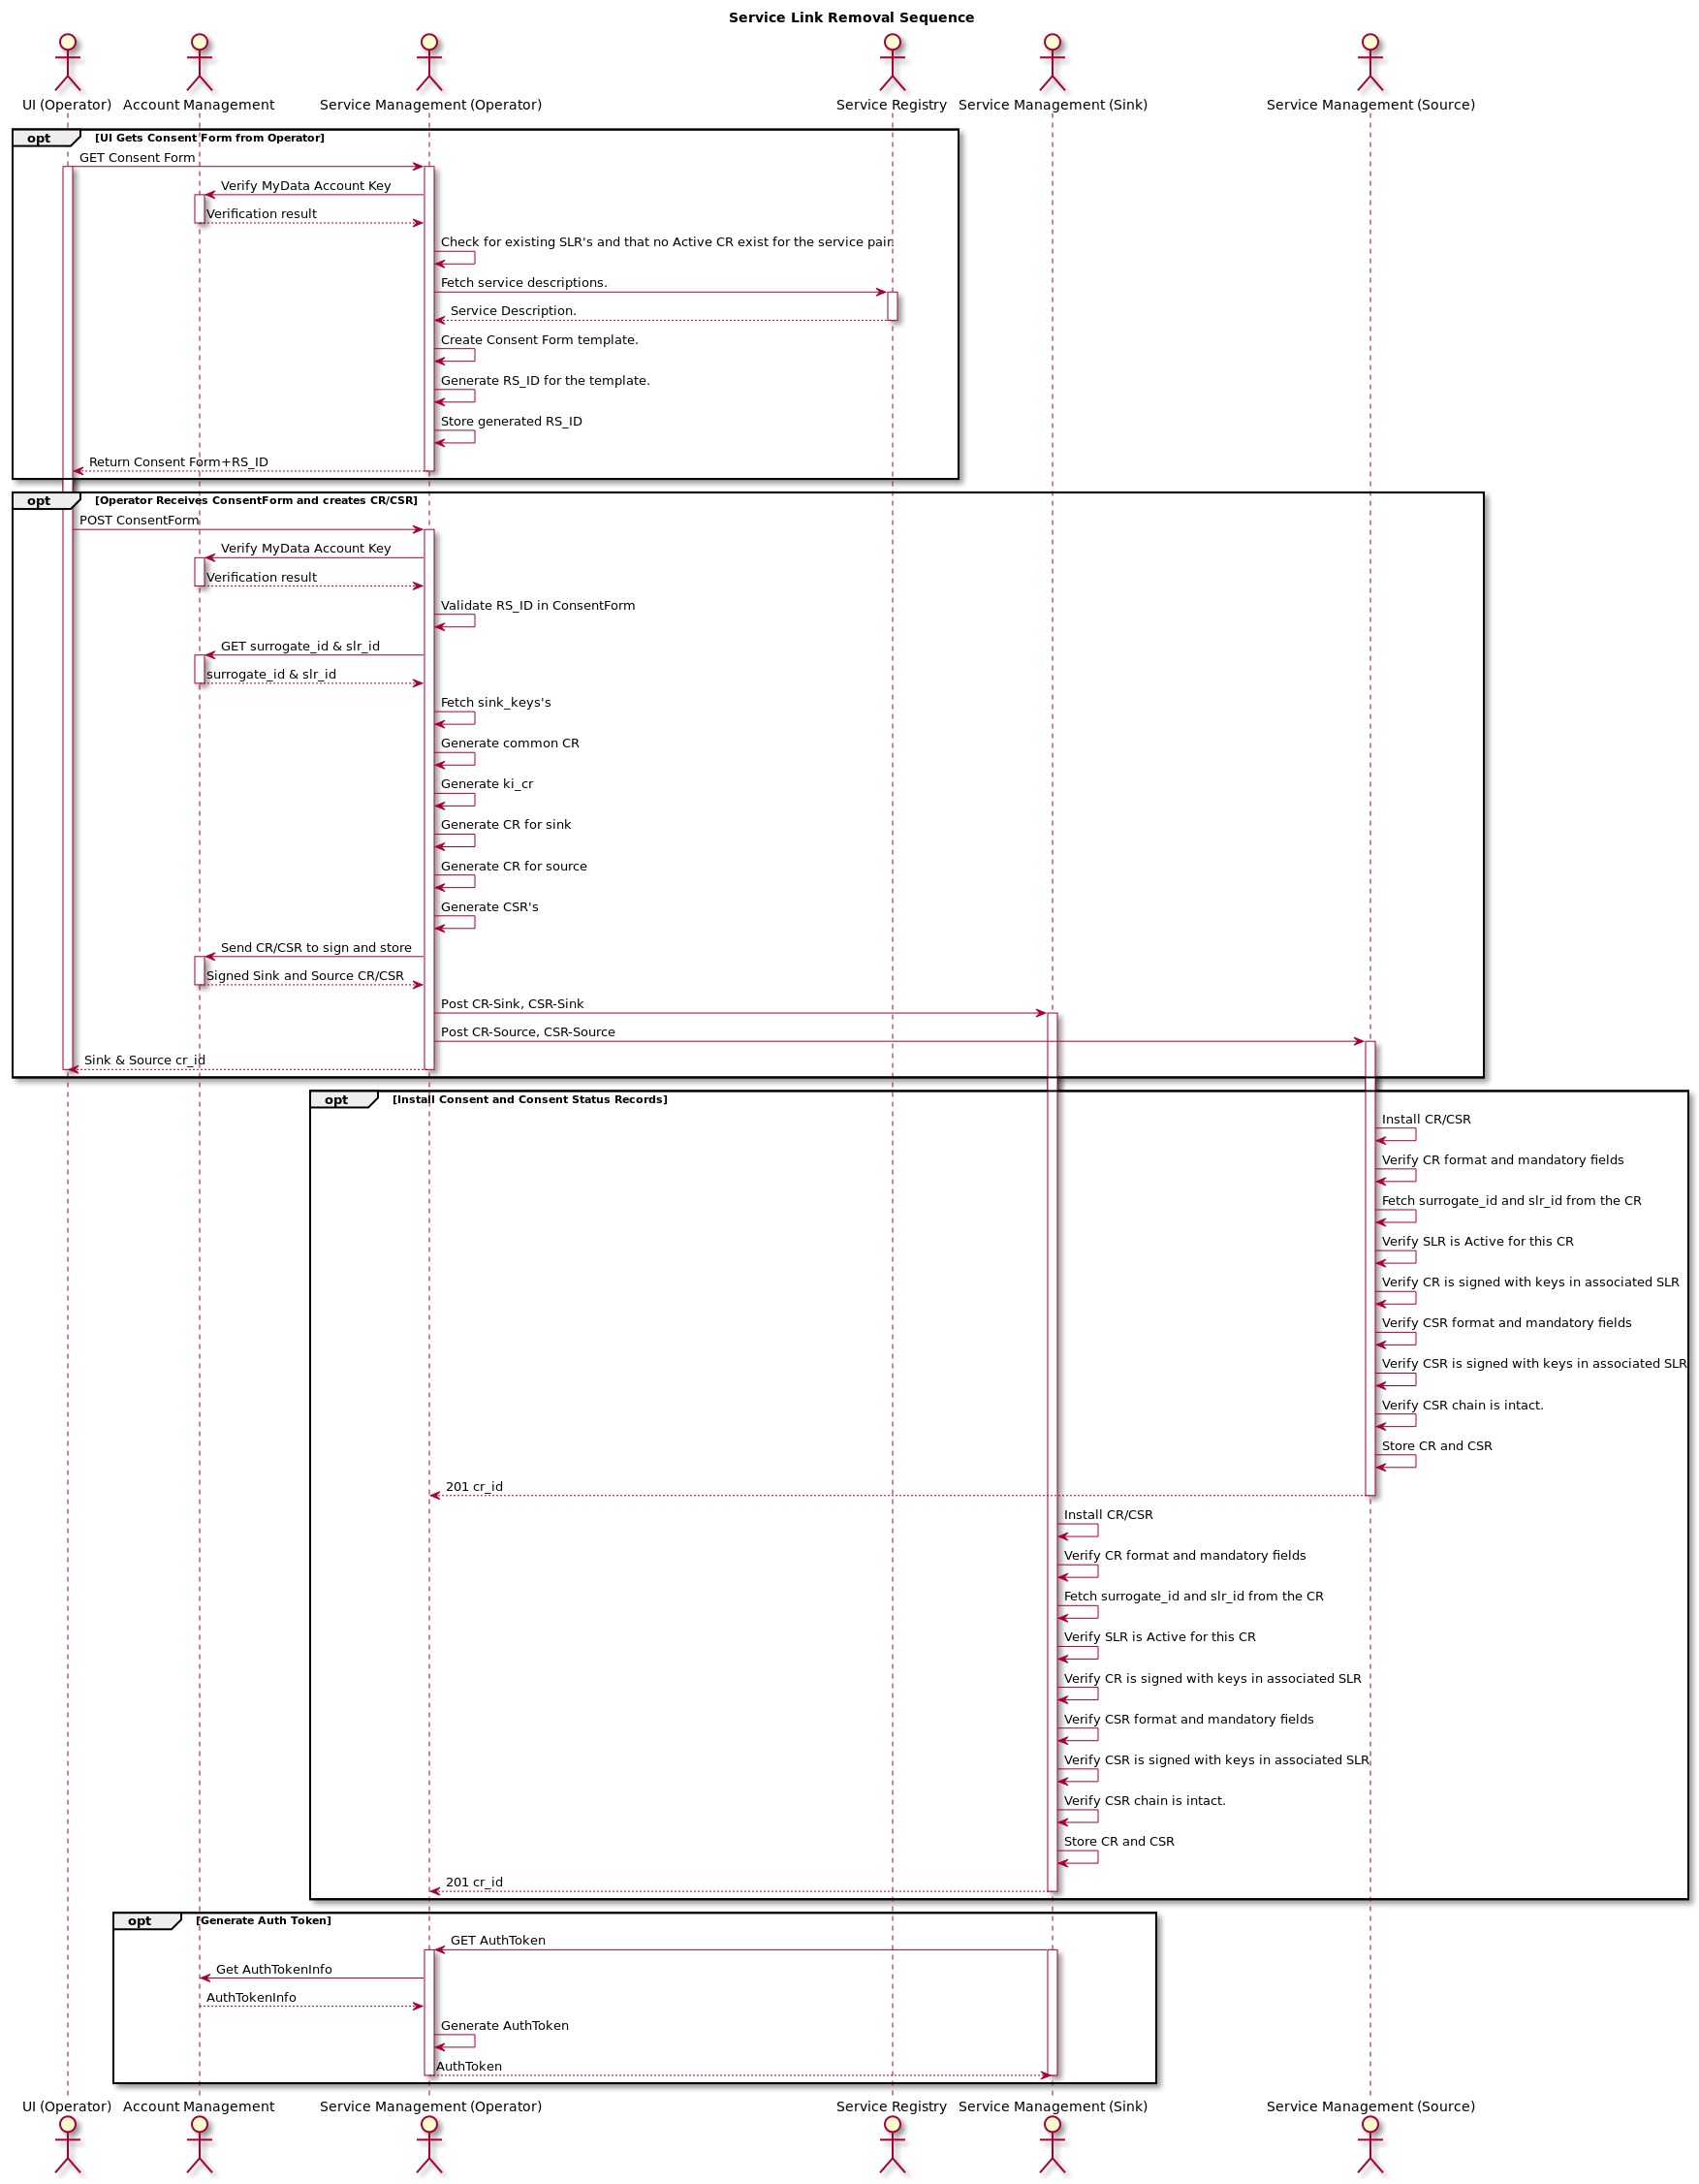 Service Link Removal Sequence
UI (Operator)
Account Management
Service Management (Operator)
Service Registry
Service Management (Sink)
Service Management (Source)
opt
[UI Gets Consent Form from Operator]
GET Consent Form
Verify MyData Account Key
Verification result
Check for existing SLR's and that no Active CR exist for the service pair.
Fetch service descriptions.
Service Description.
Create Consent Form template.
Generate RS_ID for the template.
Store generated RS_ID
Return Consent Form+RS_ID
opt
[Operator Receives ConsentForm and creates CR/CSR]
POST ConsentForm
Verify MyData Account Key
Verification result
Validate RS_ID in ConsentForm
GET surrogate_id & slr_id
surrogate_id & slr_id
Fetch sink_keys's
Generate common CR
Generate ki_cr
Generate CR for sink
Generate CR for source
Generate CSR's
Send CR/CSR to sign and store
Signed Sink and Source CR/CSR
Post CR-Sink, CSR-Sink
Post CR-Source, CSR-Source
Sink & Source cr_id
opt
[Install Consent and Consent Status Records]
Install CR/CSR
Verify CR format and mandatory fields
Fetch surrogate_id and slr_id from the CR
Verify SLR is Active for this CR
Verify CR is signed with keys in associated SLR
Verify CSR format and mandatory fields
Verify CSR is signed with keys in associated SLR
Verify CSR chain is intact.
Store CR and CSR
201 cr_id
Install CR/CSR
Verify CR format and mandatory fields
Fetch surrogate_id and slr_id from the CR
Verify SLR is Active for this CR
Verify CR is signed with keys in associated SLR
Verify CSR format and mandatory fields
Verify CSR is signed with keys in associated SLR
Verify CSR chain is intact.
Store CR and CSR
201 cr_id
opt
[Generate Auth Token]
GET AuthToken
Get AuthTokenInfo
AuthTokenInfo
Generate AuthToken
AuthToken
UI (Operator)
Account Management
Service Management (Operator)
Service Registry
Service Management (Sink)
Service Management (Source)